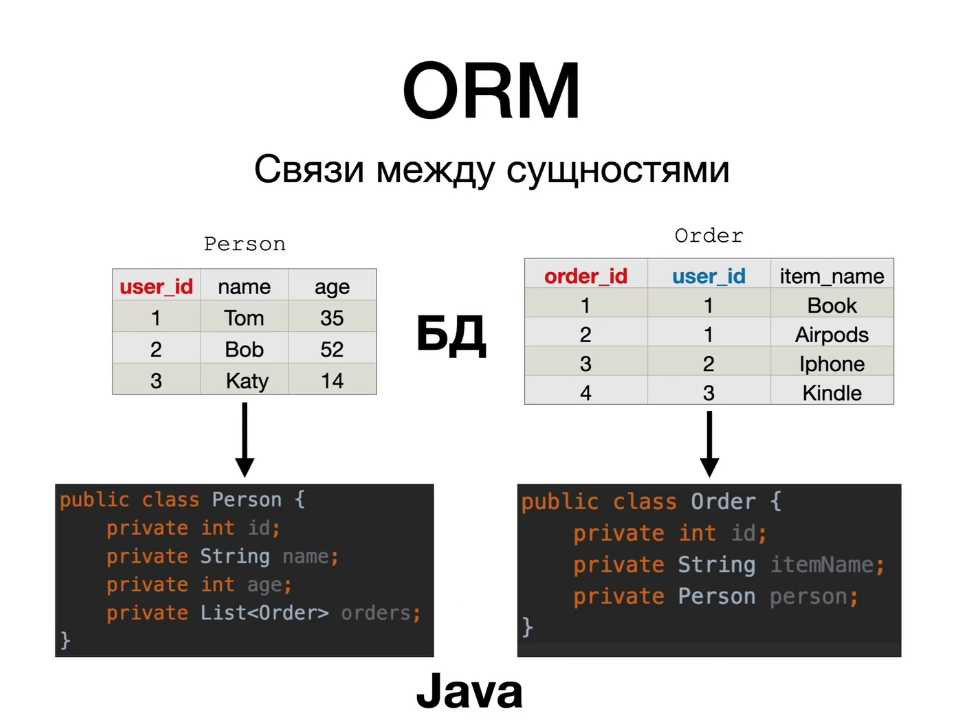 ORM
Связи между сущностями
Person
user_id name age
1 Tom 35
2 Bob 52
3 Katy 14
БД
Order
order_id user_id item_name
1 1 Book
2 1 Airpods
3 2 Iphone
4 3 Kindle
public class Person {
    private int id;
    private String name;
    private int age;
    private List<Order> orders;
}
public class Order {
    private int id;
    private String itemName;
    private Person person;
}
Java